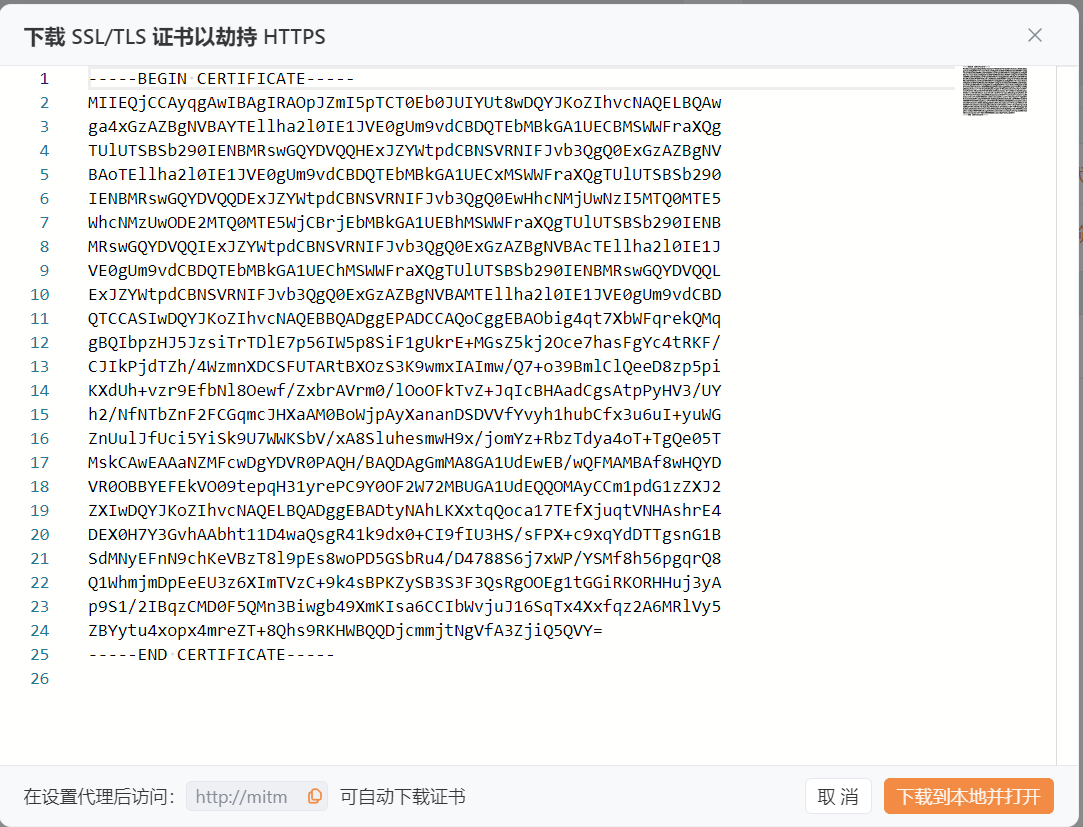 下载 SSL/TLS 证书以劫持 HTTPS
1 -----BEGIN CERTIFICATE-----
2 MIIEQjCCAyqgAwIBAgIRAOpJZmI5pTCT0Eb0JUIYUt8wDQYJKoZIhvcNAQELBQAw
3 ga4xGzAZBgNVBAYTEllha2l0IE1JVE0gUm9vdCBDQTEbMBkGA1UECBMSWWFraXQg
4 TUlUTSBSb290IENBMRswGQYDVQQHExJZYWtpdCBNSVRNIFJvb3QgQ0ExGzAZBgNV
5 BAoTEllha2l0IE1JVE0gUm9vdCBDQTEbMBkGA1UECxMSWWFraXQgTUlUTSBSb290
6 IENBMRswGQYDVQQDExJZYWtpdCBNSVRNIFJvb3QgQ0EwHhcNMjUwNzI5MTQ0MTE5
7 WhcNMzUwODE2MTQ0MTE5WjCBrjEbMBkGA1UEBhMSWWFraXQgTUlUTSBSb290IENB
8 MRswGQYDVQQIExJZYWtpdCBNSVRNIFJvb3QgQ0ExGzAZBgNVBAcTEllha2l0IE1J
9 VE0gUm9vdCBDQTEbMBkGA1UEChMSWWFraXQgTUlUTSBSb290IENBMRswGQYDVQQL
10 ExJZYWtpdCBNSVRNIFJvb3QgQ0ExGzAZBgNVBAMTEllha2l0IE1JVE0gUm9vdCBD
11 QTCCASIwDQYJKoZIhvcNAQEBBQADggEPADCCAQoCggEBAObig4qt7XbWFqrekQMq
12 gBQIbpzHJ5JzsiTrTDlE7p56IW5p8SiF1gUkrE+MGsZ5kj2Oce7hasFgYc4tRKF/
13 CJIkPjdTZh/4WzmnXDCSFUTARtBXOzS3K9wmxIAImw/Q7+o39BmlClQeeD8zp5pi
14 KXdUh+vzr9EfbNl8Oewf/ZxbrAVrm0/lOoOFkTvZ+JqIcBHAadCgsAtpPyHV3/UY
15 h2/NfNTbZnF2FCGqmcJHXaAM0BoWjpAyXananDSDVVfYvyh1hubCfx3u6uI+yuWG
16 ZnUulJfUci5YiSk9U7WWKSbV/xA8SluhesmwH9x/jomYz+RbzTdya4oT+TgQe05T
17 MskCAwEAAaNZMFcwDgYDVR0PAQH/BAQDAgGmMA8GA1UdEwEB/wQFMAMBAf8wHQYD
18 VR0OBBYEFEkVO09tepqH31yrePC9Y0OF2W72MBUGA1UdEQQOMAyCCm1pdG1zZXJ2
19 ZXIwDQYJKoZIhvcNAQELBQADggEBADtyNAhLKXxtqQoca17TEfXjuqtVNHAshrE4
20 DEX0H7Y3GvhAAbht11D4waQsgR41k9dx0+CI9fIU3HS/sFPX+c9xqYdDTTgsnG1B
21 SdMNyEFnN9chKeVBzT8l9pEs8woPD5GSbRu4/D4788S6j7xWP/YSMf8h56pgqrQ8
22 Q1WhmjmDpEeEU3z6XImTVzC+9k4sBPKZySB3S3F3QsRgOOEg1tGGiRKORHHuj3yA
23 p9S1/2IBqzCMD0F5QMn3Biwgb49XmKIsa6CCIbWvjuJ16SqTx4Xxfqz2A6MRlVy5
24 ZBYytu4xopx4mreZT+8Qhs9RKHWBQQDjcmmjtNgVfA3ZjiQ5QVY=
25 -----END CERTIFICATE-----
26
在设置代理后访问： http://mitm 可自动下载证书
取 消
下载到本地并打开